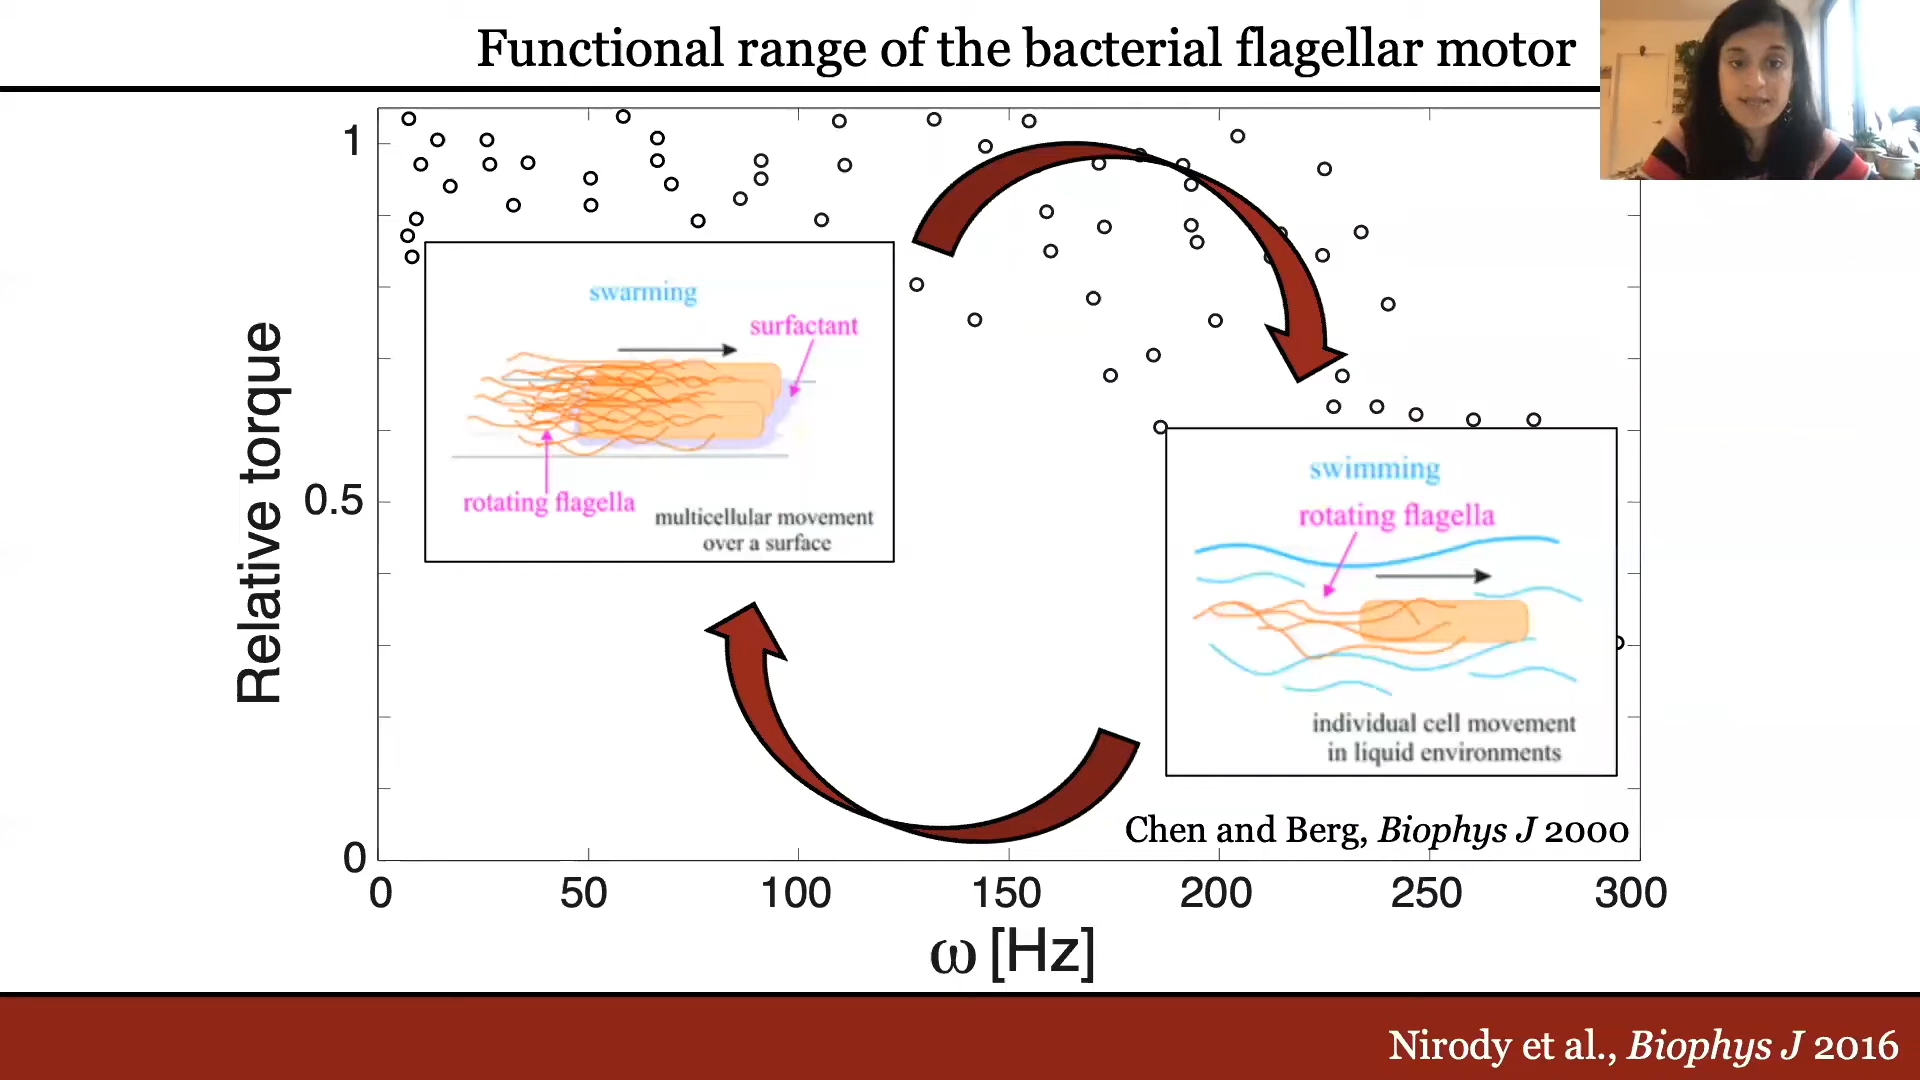 Functional range of the bacterial flagellar motor
1
0.5
0
Relative torque
swarming
surfactant
rotating flagella
multicellular movement
over a surface
swimming
rotating flagella
individual cell movement
in liquid environments
Chen and Berg, Biophys J 2000
0 50 100 150 200 250 300
ω [Hz]
Nirody et al., Biophys J 2016